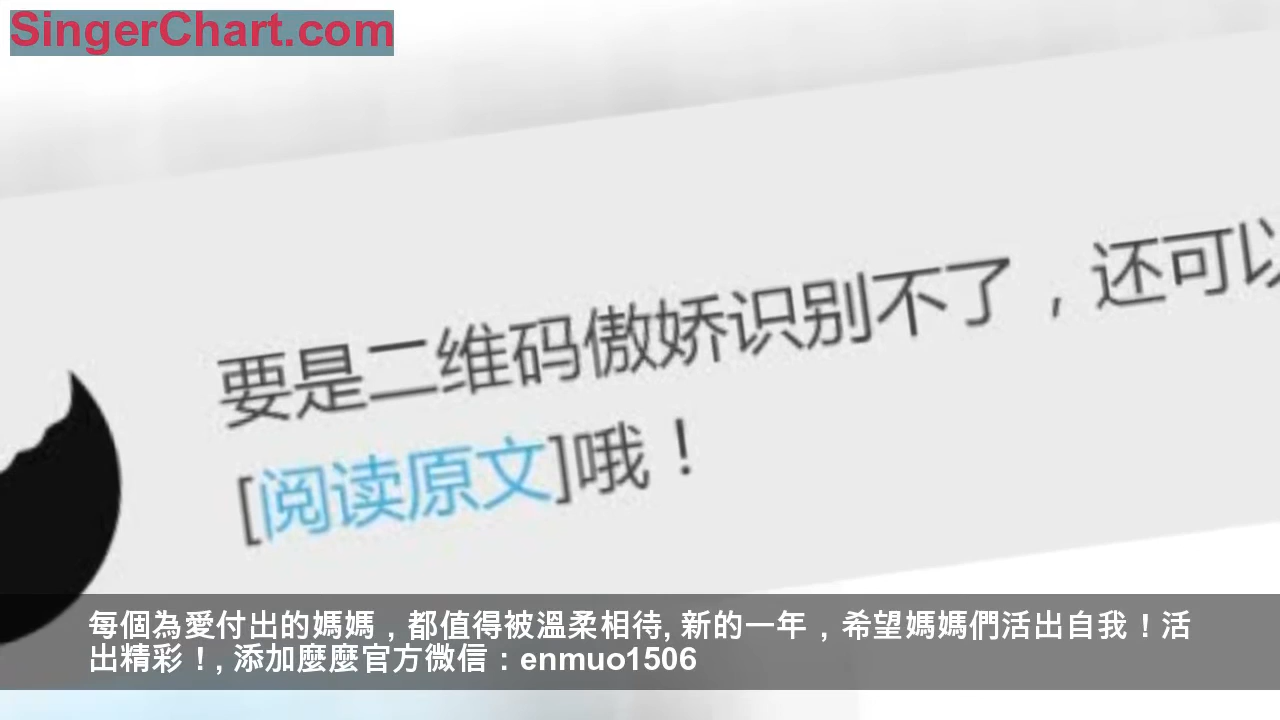 SingerChart.com
要是二维码傲娇识别不了，还可以
[阅读原文]哦！
每個為愛付出的媽媽，都值得被溫柔相待, 新的一年，希望媽媽們活出自我！活
出精彩！, 添加麼麼官方微信：enmuo1506